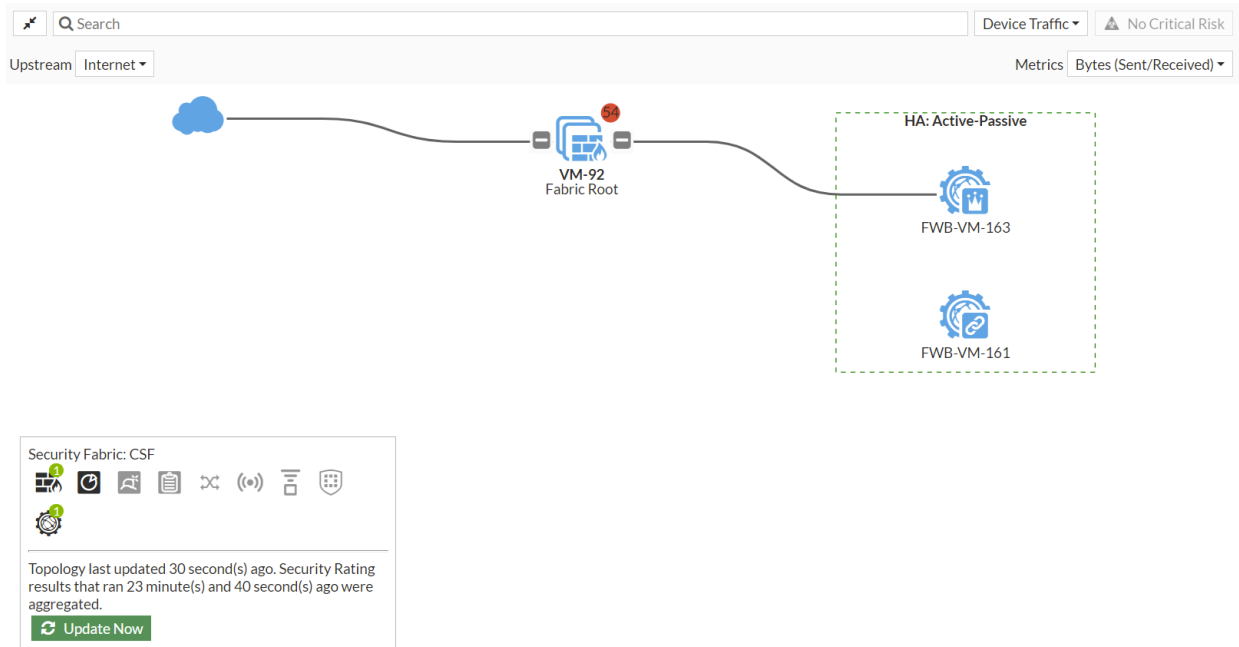 Search
Device Traffic
No Critical Risk
Upstream
Internet
Metrics
Bytes (Sent/Received)
54
VM-92
Fabric Root
HA: Active-Passive
FWB-VM-163
FWB-VM-161
Security Fabric: CSF
1
1
Topology last updated 30 second(s) ago. Security Rating
results that ran 23 minute(s) and 40 second(s) ago were
aggregated.
Update Now